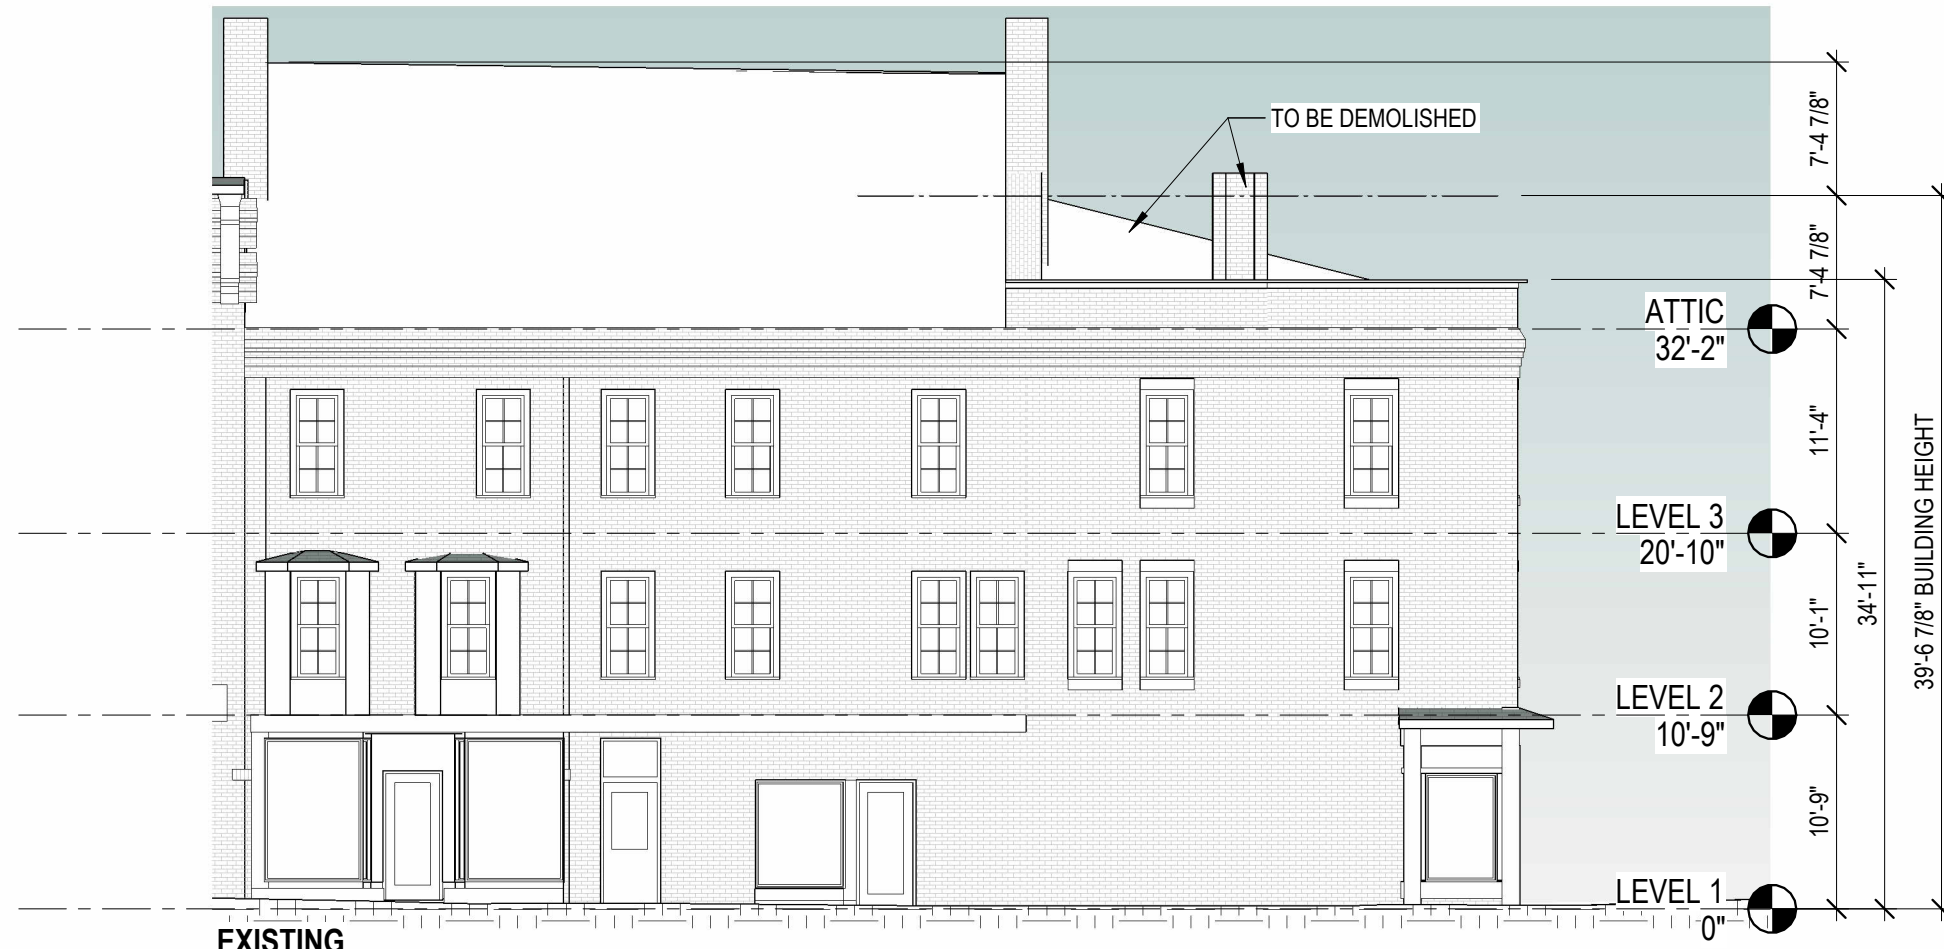 TO BE DEMOLISHED
7'-4 7/8"
7'-4 7/8"
ATTIC
32'-2"
11'-4"
LEVEL 3
20'-10"
39'-6 7/8" BUILDING HEIGHT
34'-11"
10'-1"
LEVEL 2
10'-9"
10'-9"
LEVEL 1
0"
EXISTING